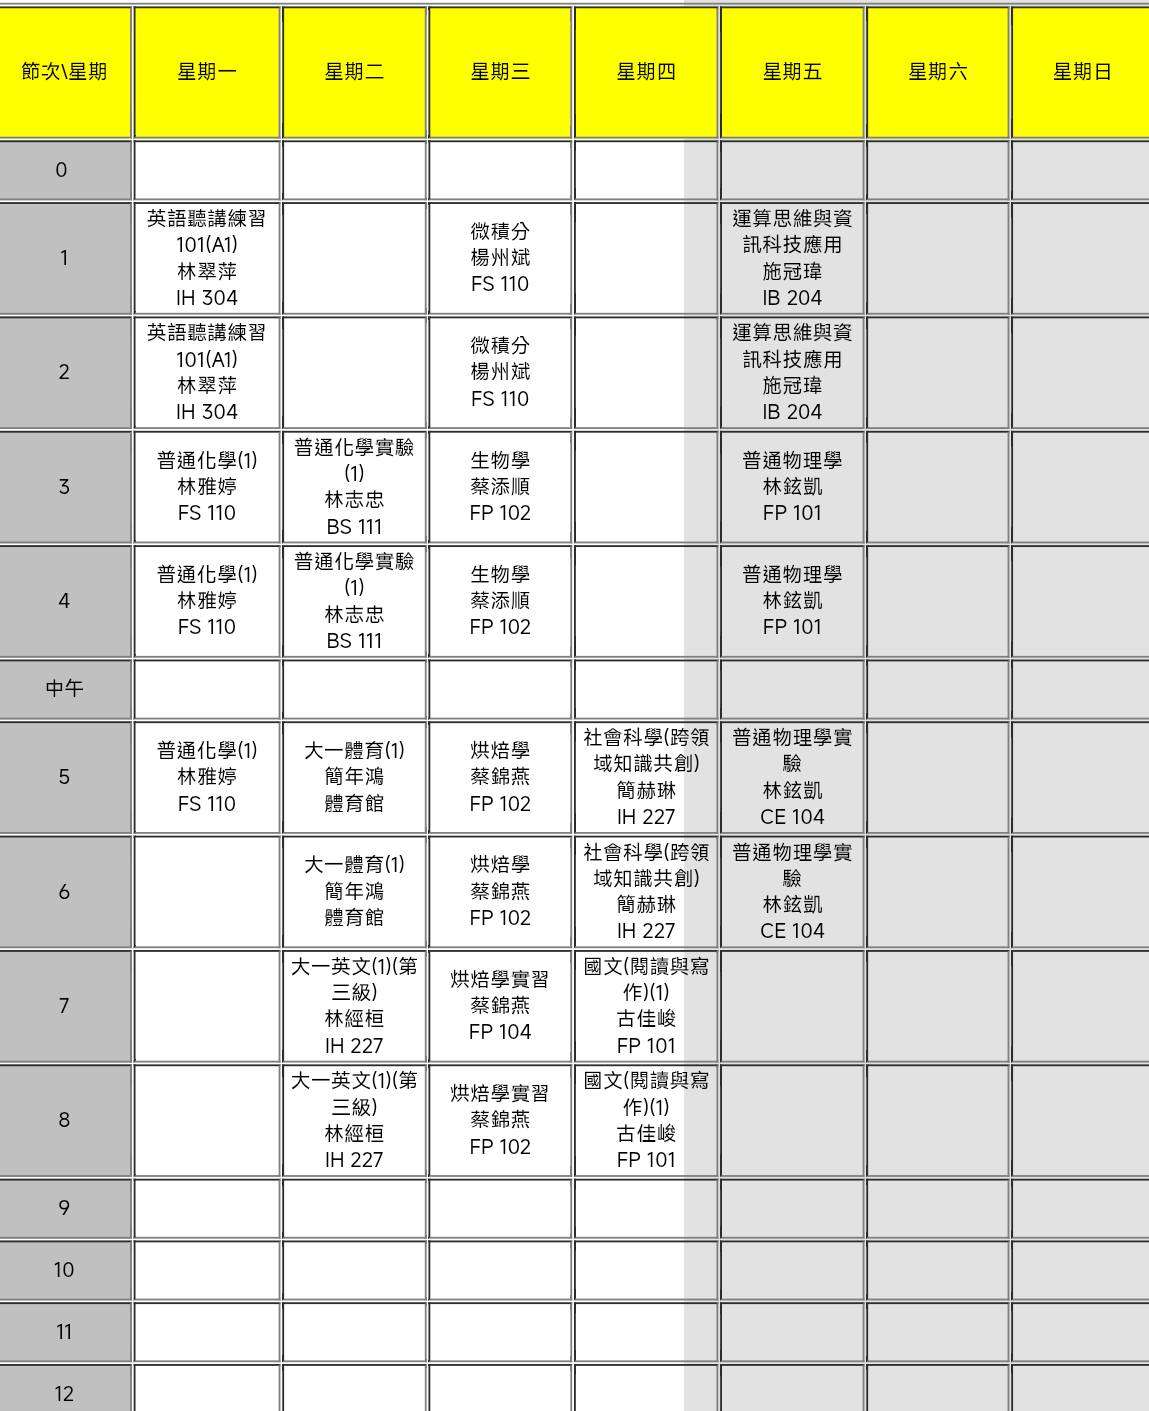 節次\星期 星期一 星期二 星期三 星期四 星期五 星期六 星期日
0
1
英語聽講練習
101(A1)
林翠萍
IH 304
微積分
楊州斌
FS 110
運算思維與資
訊科技應用
施冠瑋
IB 204
2
英語聽講練習
101(A1)
林翠萍
IH 304
微積分
楊州斌
FS 110
運算思維與資
訊科技應用
施冠瑋
IB 204
3
普通化學(1)
林雅婷
FS 110
普通化學實驗
(1)
林志忠
BS 111
生物學
蔡添順
FP 102
普通物理學
林鉉凱
FP 101
4
普通化學(1)
林雅婷
FS 110
普通化學實驗
(1)
林志忠
BS 111
生物學
蔡添順
FP 102
普通物理學
林鉉凱
FP 101
中午
5
普通化學(1)
林雅婷
FS 110
大一體育(1)
簡年鴻
體育館
烘焙學
蔡錦燕
FP 102
社會科學(跨領
域知識共創)
簡赫琳
IH 227
普通物理學實
驗
林鉉凱
CE 104
6
大一體育(1)
簡年鴻
體育館
烘焙學
蔡錦燕
FP 102
社會科學(跨領
域知識共創)
簡赫琳
IH 227
普通物理學實
驗
林鉉凱
CE 104
7
大一英文(1)(第
三級)
林經桓
IH 227
烘焙學實習
蔡錦燕
FP 104
國文(閱讀與寫
作)(1)
古佳峻
FP 101
8
大一英文(1)(第
三級)
林經桓
IH 227
烘焙學實習
蔡錦燕
FP 102
國文(閱讀與寫
作)(1)
古佳峻
FP 101
9
10
11
12